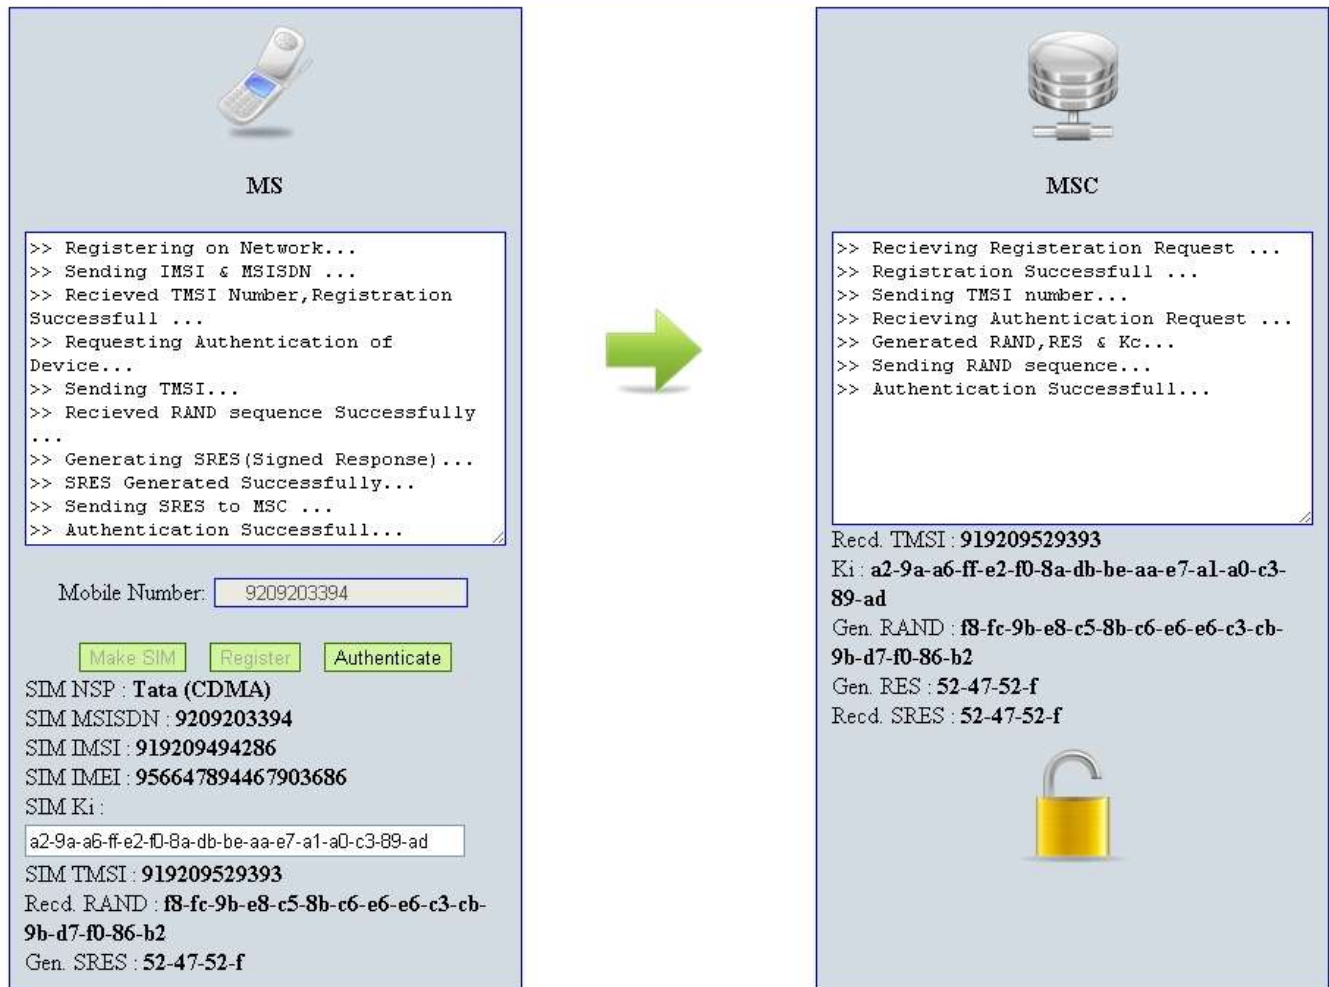 MS
>> Registering on Network...
>> Sending IMSI & MSISDN ...
>> Recieved TMSI Number,Registration
Successfull ...
>> Requesting Authentication of
Device...
>> Sending TMSI...
>> Recieved RAND sequence Successfully
...
>> Generating SRES(Signed Response)...
>> SRES Generated Successfully...
>> Sending SRES to MSC ...
>> Authentication Successfull...
Mobile Number: 9209203394
Make SIM Register Authenticate
SIM NSP : Tata (CDMA)
SIM MSISDN : 9209203394
SIM IMSI : 919209494286
SIM IMEI : 956647894467903686
SIM Ki :
a2-9a-a6-ff-e2-f0-8a-db-be-aa-e7-a1-a0-c3-89-ad
SIM TMSI : 919209529393
Recd. RAND : f8-fc-9b-e8-c5-8b-c6-e6-e6-c3-cb-
9b-d7-f0-86-b2
Gen. SRES : 52-47-52-f
MSC
>> Recieving Registeration Request ...
>> Registration Successfull ...
>> Sending TMSI number...
>> Recieving Authentication Request ...
>> Generated RAND,RES & Kc...
>> Sending RAND sequence...
>> Authentication Successfull...
Recd. TMSI : 919209529393
Ki : a2-9a-a6-ff-e2-f0-8a-db-be-aa-e7-a1-a0-c3-
89-ad
Gen. RAND : f8-fc-9b-e8-c5-8b-c6-e6-e6-c3-cb-
9b-d7-f0-86-b2
Gen. RES : 52-47-52-f
Recd. SRES : 52-47-52-f